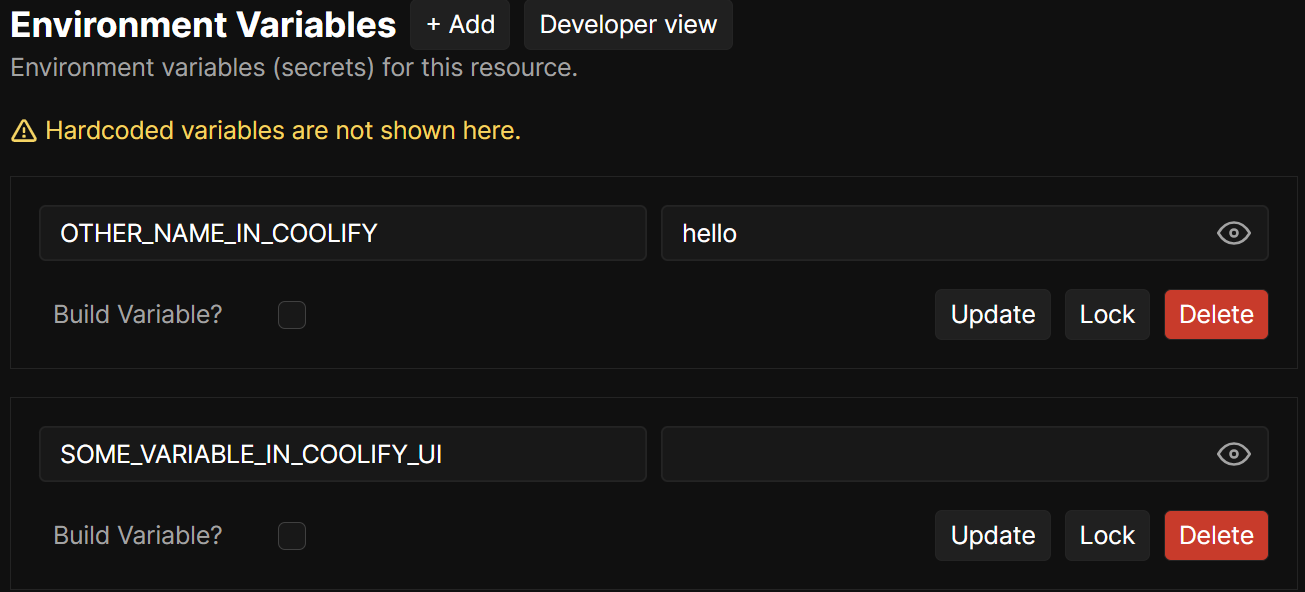 Environment Variables + Add Developer view
Environment variables (secrets) for this resource.
Hardcoded variables are not shown here.
OTHER_NAME_IN_COOLIFY hello
Build Variable? Update Lock Delete
SOME_VARIABLE_IN_COOLIFY_UI
Build Variable? Update Lock Delete